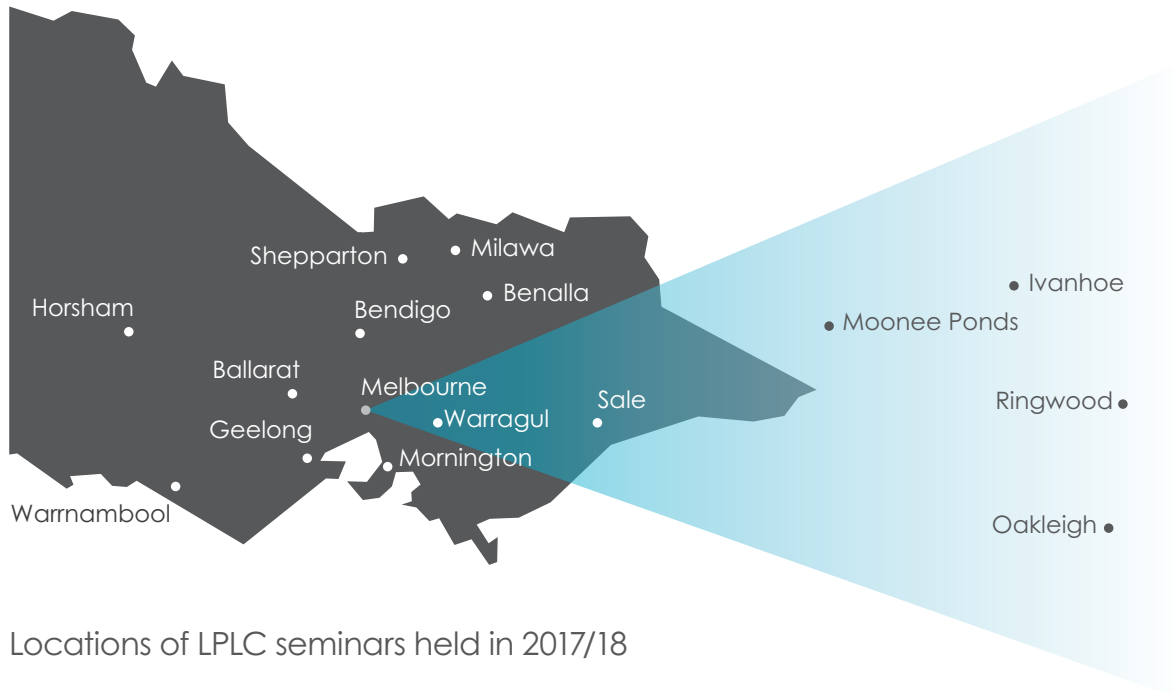 Shepparton
Milawa
Benalla
Horsham
Bendigo
Ballarat
Melbourne
Geelong
Warragul
Sale
Mornington
Warrnambool
Ivanhoe
Moonee Ponds
Ringwood
Oakleigh
Locations of LPLC seminars held in 2017/18